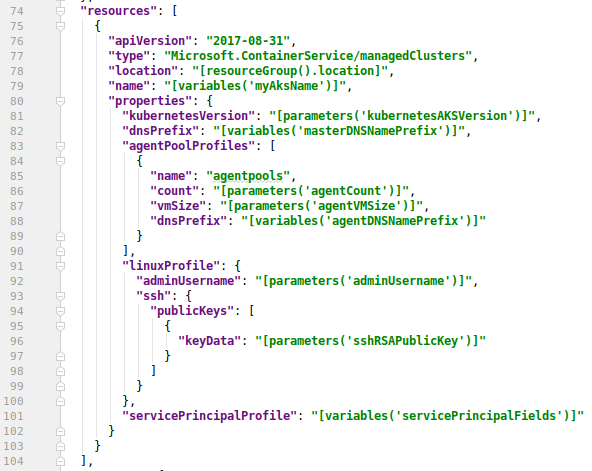 74 "resources": [
75 {
76 "apiVersion": "2017-08-31",
77 "type": "Microsoft.ContainerService/managedClusters",
78 "location": "[resourceGroup().location]",
79 "name": "[variables('myAksName')]",
80 "properties": {
81 "kubernetesVersion": "[parameters('kubernetesAKSVersion')]",
82 "dnsPrefix": "[variables('masterDNSNamePrefix')]",
83 "agentPoolProfiles": [
84 {
85 "name": "agentpools",
86 "count": "[parameters('agentCount')]",
87 "vmSize": "[parameters('agentVMSize')]",
88 "dnsPrefix": "[variables('agentDNSNamePrefix')]"
89 }
90 ],
91 "linuxProfile": {
92 "adminUsername": "[parameters('adminUsername')]",
93 "ssh": {
94 "publicKeys": [
95 {
96 "keyData": "[parameters('sshRSAPublicKey')]"
97 }
98 ]
99 }
100 },
101 "servicePrincipalProfile": "[variables('servicePrincipalFields')]"
102 }
103 }
104 ],